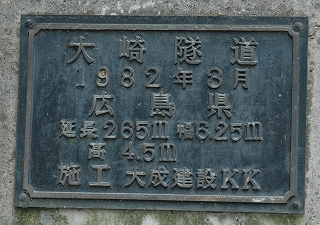 大崎隧道
1982年3月
広島県
延長265m 幅6.25m
高 4.5m
施工 大成建設KK